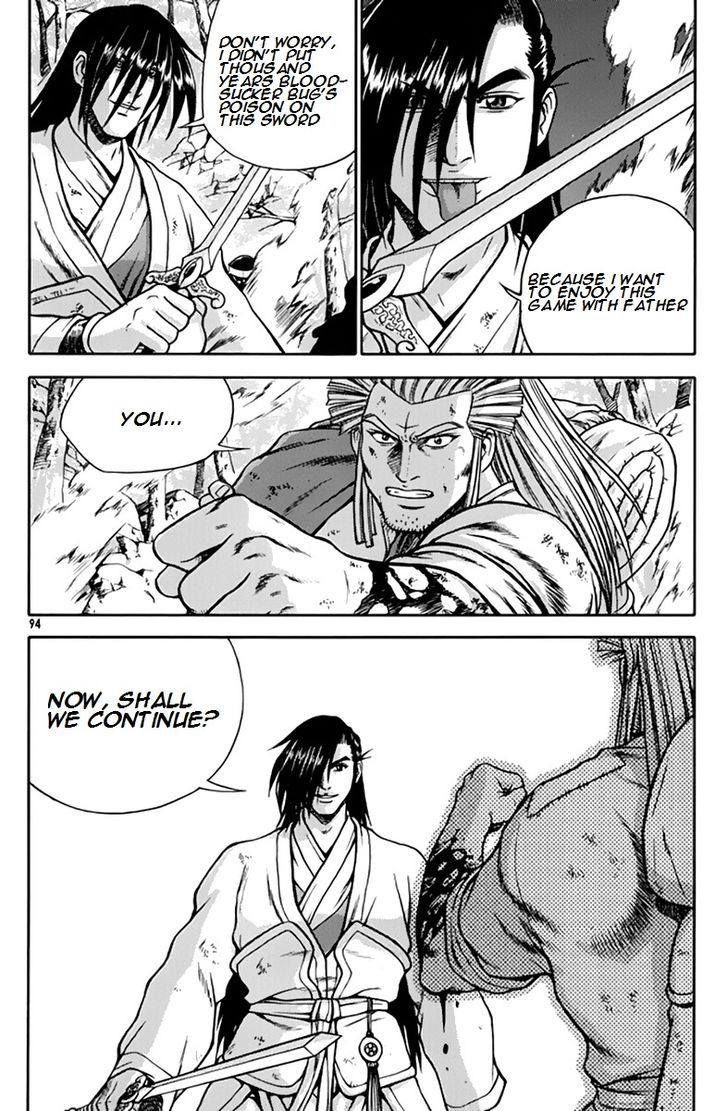 DON'T WORRY,
I DIDN'T PUT
THOUSAND
YEARS BLOOD-
SUCKER BUG'S
POISON ON
THIS SWORD
BECAUSE I WANT
TO ENJOY THIS
GAME WITH FATHER
YOU...
94
NOW, SHALL
WE CONTINUE?